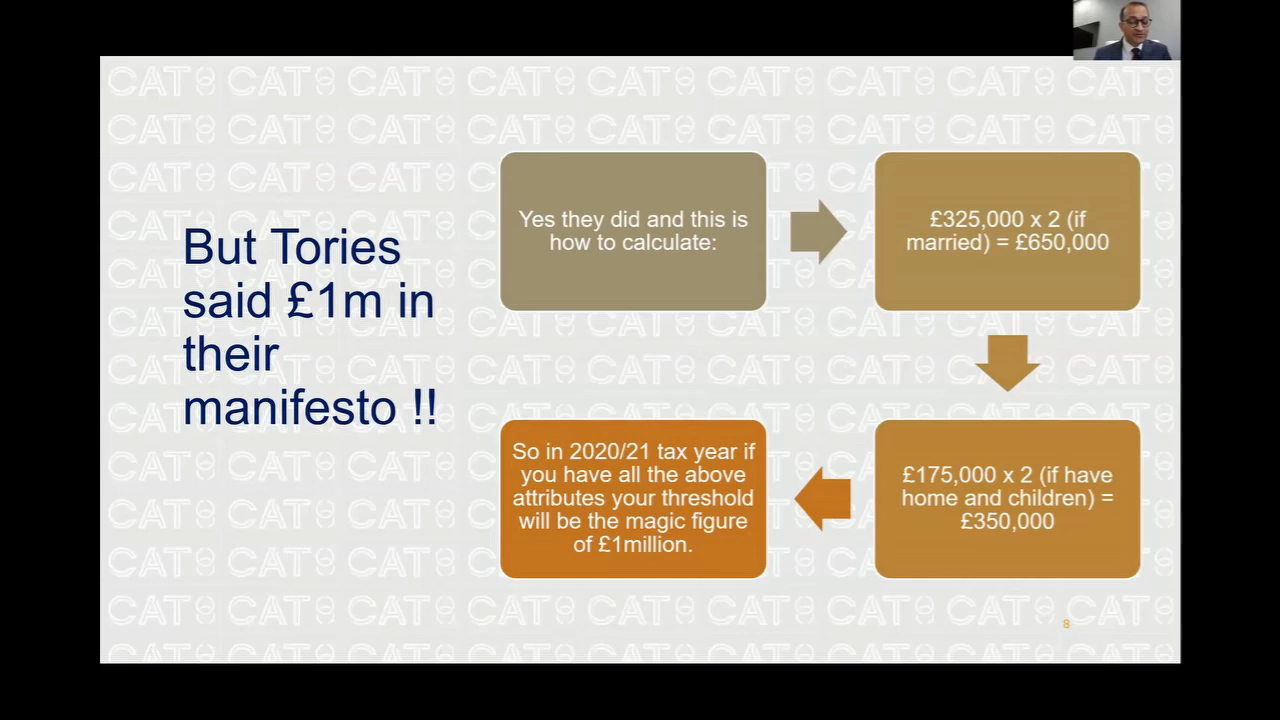 But Tories
said £1m in
their
manifesto !!
Yes they did and this is
how to calculate:
£325,000 x 2 (if
married) = £650,000
£175,000 x 2 (if have
home and children) =
£350,000
So in 2020/21 tax year if
you have all the above
attributes your threshold
will be the magic figure
of £1million.
8